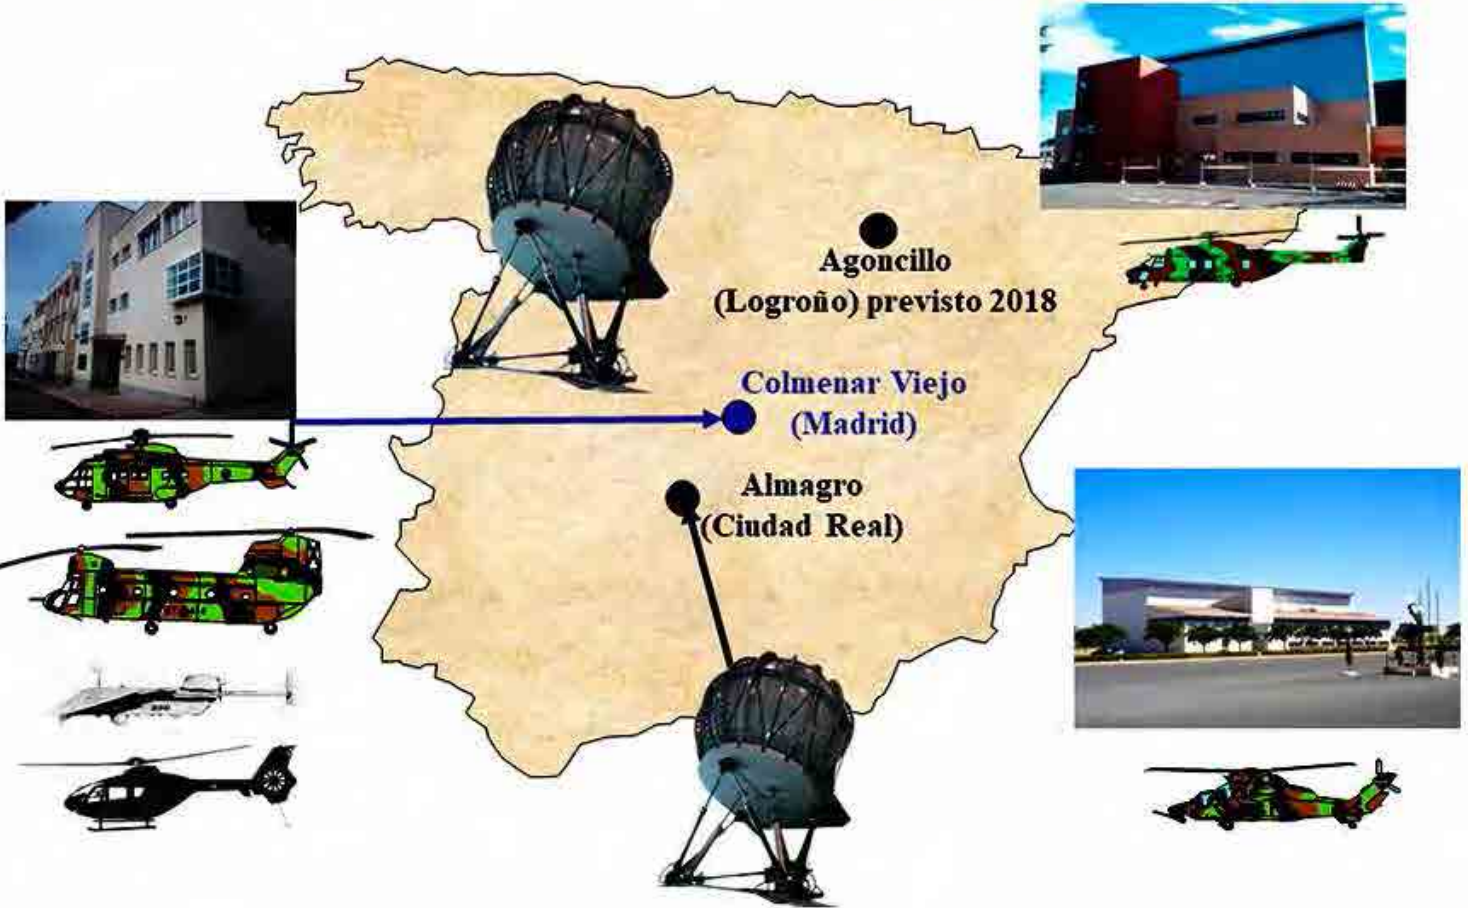 Agoncillo
(Logroño) previsto 2018
Colmenar Viejo
(Madrid)
Almagro
(Ciudad Real)